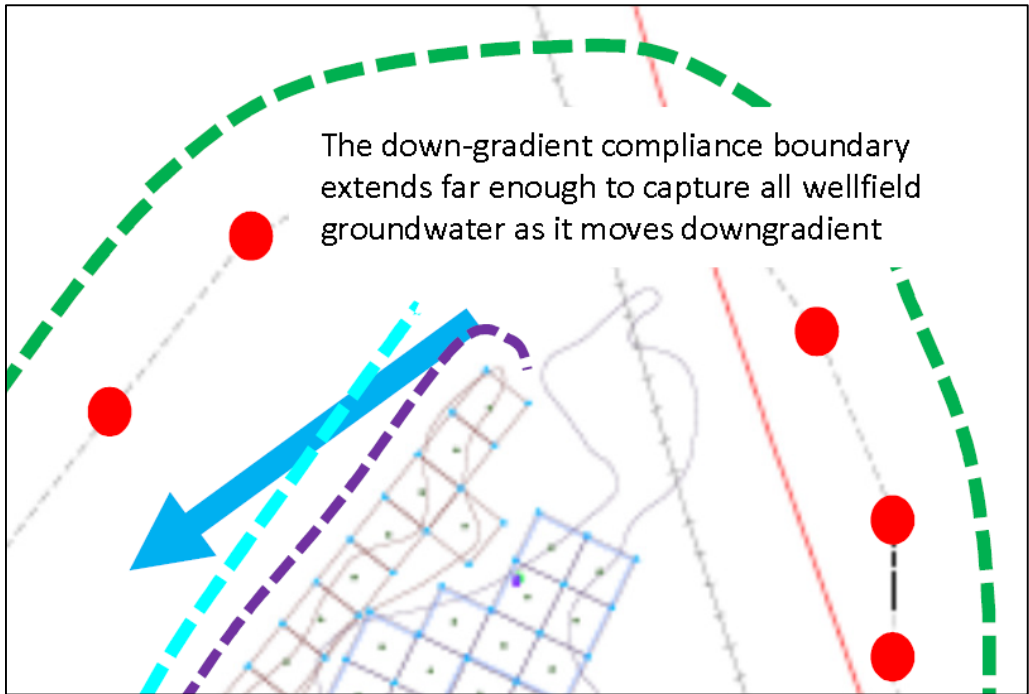 The down-gradient compliance boundary
extends far enough to capture all wellfield
groundwater as it moves downgradient